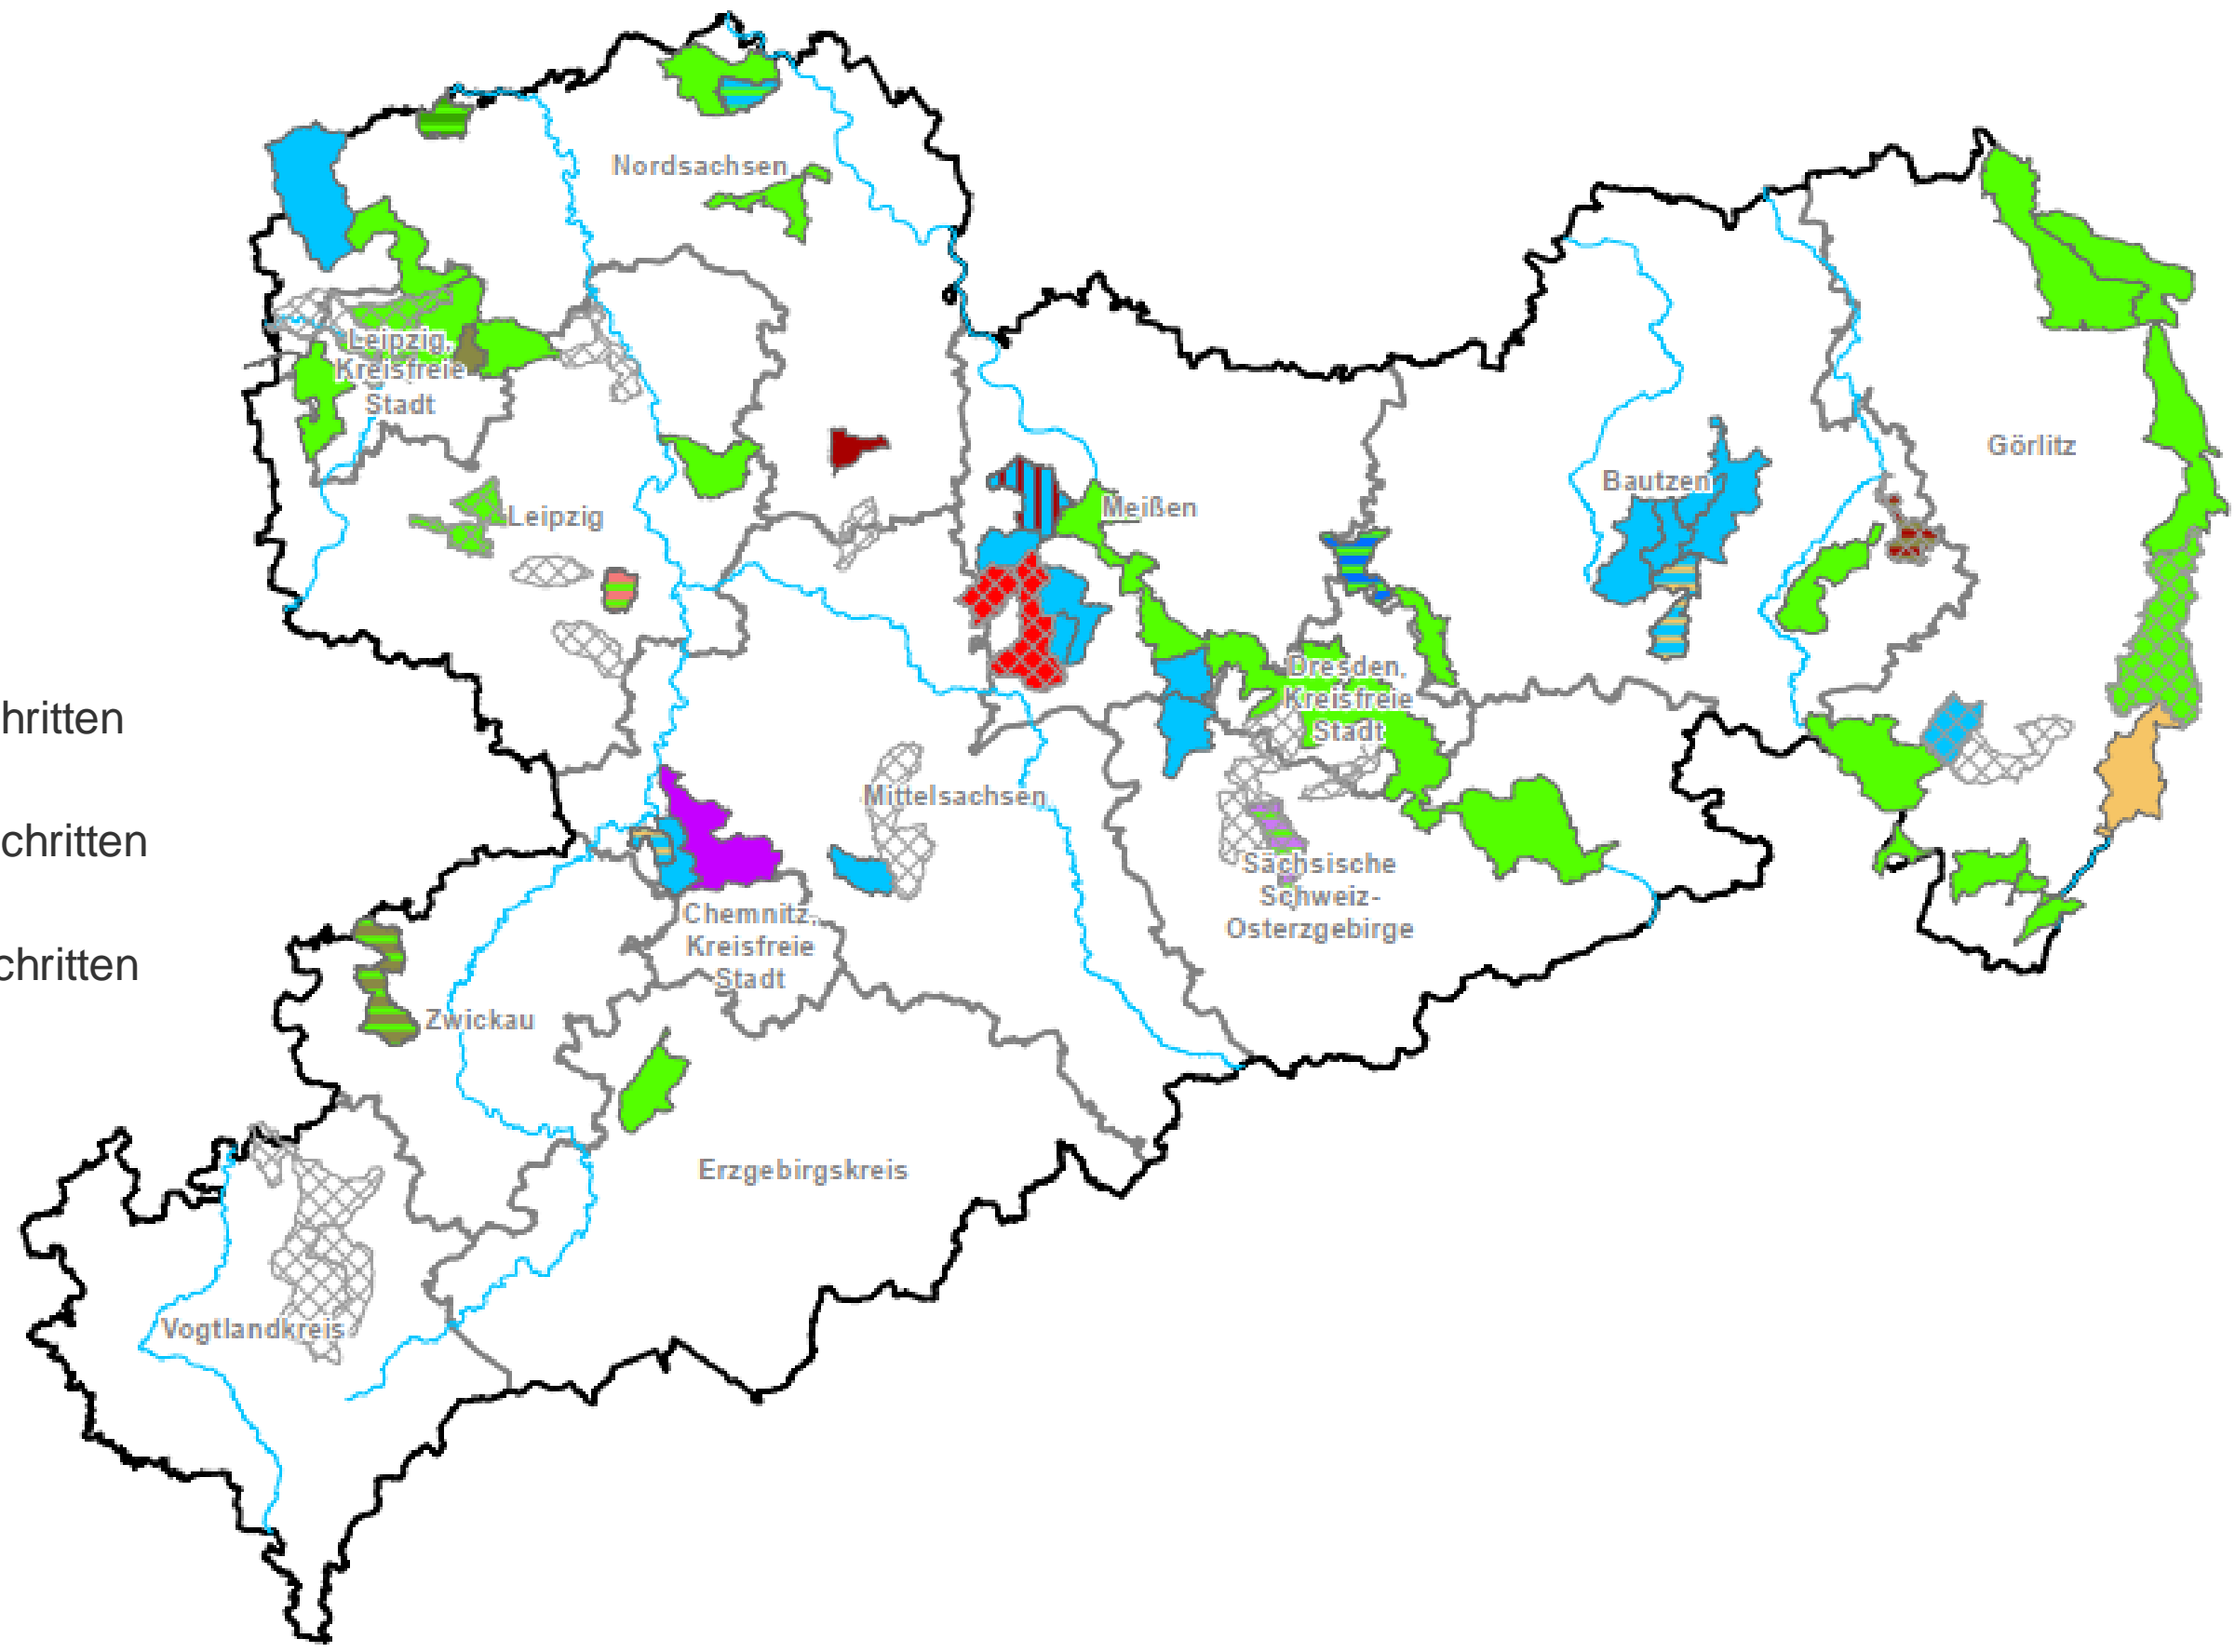 Nordsachsen
Leipzig,
Kreisfreie
Stadt
Görlitz
Bautzen
Meißen
Leipzig
Dresden,
Kreisfreie
Stadt
hritten
Mittelsachsen
chritten
Sächsische
Schweiz-
Osterzgebirge
Chemnitz,
Kreisfreie
Stadt
chritten
Zwickau
Erzgebirgskreis
Vogtlandkreis